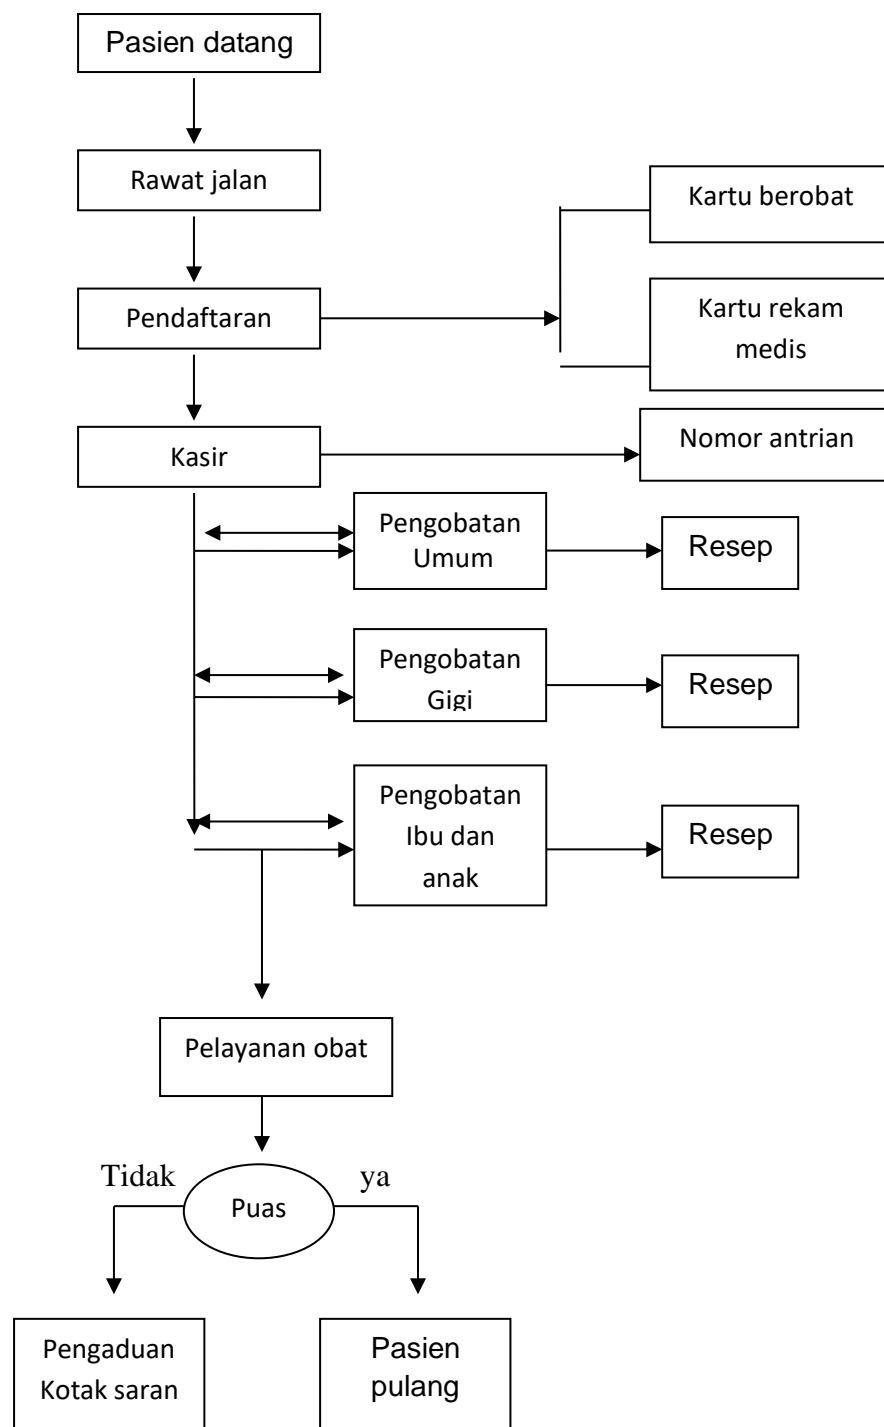 Pasien datang
Rawat jalan
Kartu berobat
Pendaftaran
Kartu rekam
medis
Kasir
Nomor antrian
Pengobatan
Umum
Resep
Pengobatan
Gigi
Resep
Pengobatan
Ibu dan
anak
Resep
Pelayanan obat
Tidak
ya
Puas
Pengaduan
Kotak saran
Pasien
pulang